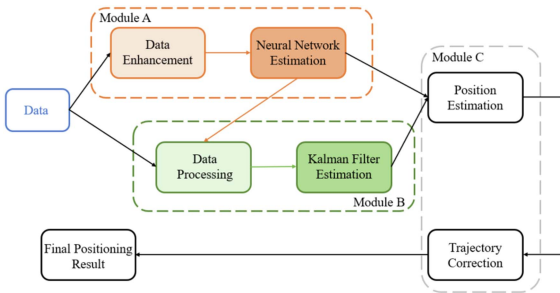 Module A
Data
Enhancement
Neural Network
Estimation
Module C
Position
Estimation
Data
Data
Processing
Kalman Filter
Estimation
Module B
Final Positioning
Result
Trajectory
Correction